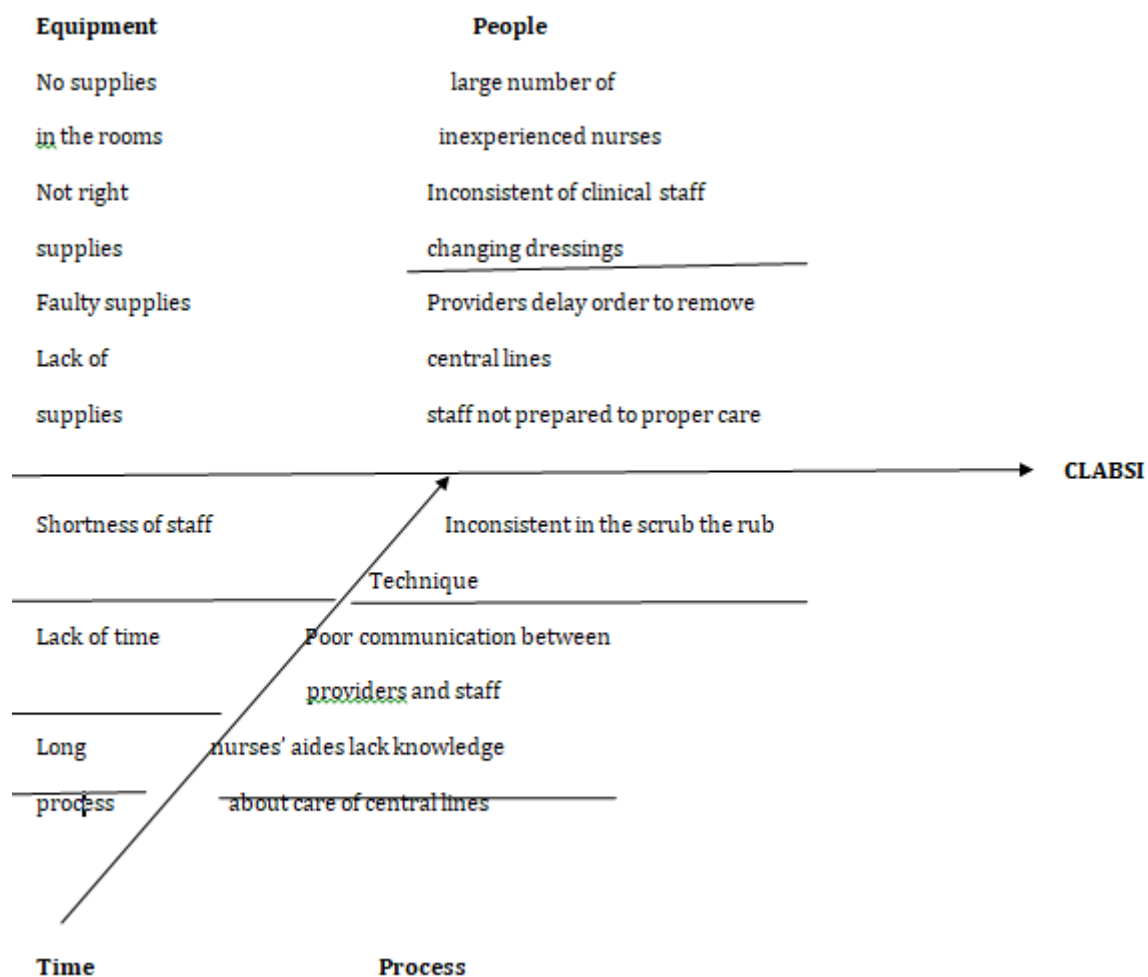 Equipment People
No supplies large number of
in the rooms inexperienced nurses
Not right Inconsistent of clinical staff
supplies changing dressings
Faulty supplies Providers delay order to remove
Lack of central lines
supplies staff not prepared to proper care
CLABSI
Shortness of staff Inconsistent in the scrub the rub
Technique
Lack of time Poor communication between
providers and staff
Long nurses’ aides lack knowledge
process about care of central lines
Time Process